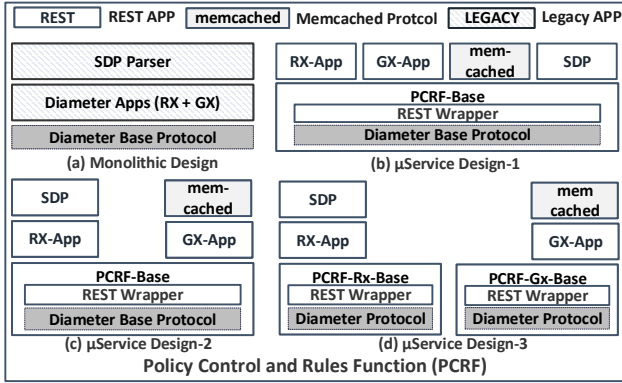 REST REST APP memcached Memcached Protcol LEGACY Legacy APP
SDP Parser
Diameter Apps (RX + GX)
Diameter Base Protocol
(a) Monolithic Design
RX-App GX-App mem-
cached SDP
PCRF-Base
REST Wrapper
Diameter Base Protocol
(b) μService Design-1
SDP mem-
cached
RX-App GX-App
PCRF-Base
REST Wrapper
Diameter Base Protocol
(c) μService Design-2
SDP mem
cached
RX-App GX-App
PCRF-Rx-Base PCRF-Gx-Base
REST Wrapper REST Wrapper
Diameter Protocol Diameter Protocol
(d) μService Design-3
Policy Control and Rules Function (PCRF)